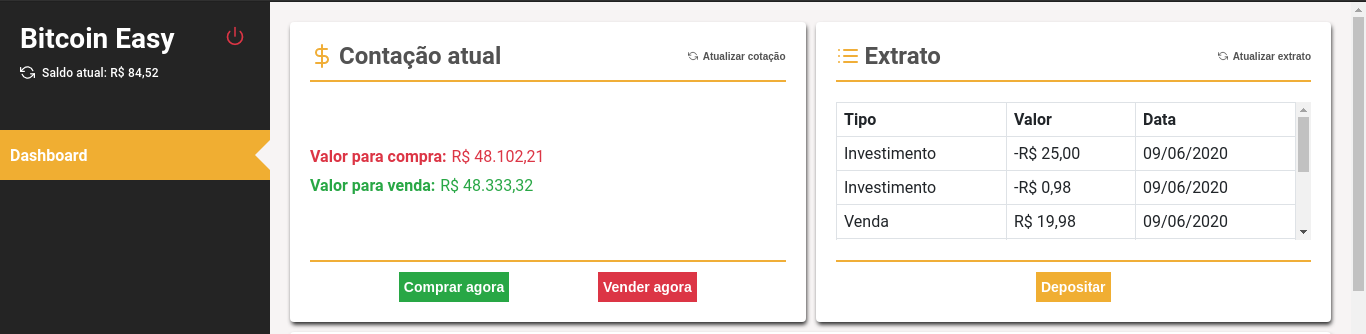 Bitcoin Easy
Saldo atual: R$ 84,52
Dashboard
Contação atual
Atualizar cotação
Valor para compra: R$ 48.102,21
Valor para venda: R$ 48.333,32
Comprar agora Vender agora
Extrato
Atualizar extrato
Tipo Valor Data
Investimento -R$ 25,00 09/06/2020
Investimento -R$ 0,98 09/06/2020
Venda R$ 19,98 09/06/2020
Depositar